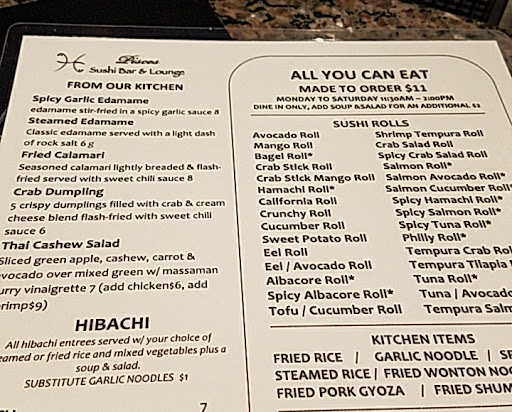 Pisces
Sushi Bar & Lounge
FROM OUR KITCHEN
Spicy Garlic Edamame
edamame stir-fried in a spicy garlic sauce 8
Steamed Edamame
Classic edamame served with a light dash
of rock salt 6 g
Fried Calamari
Seasoned calamari lightly breaded & flash-
fried served with sweet chili sauce 8
Crab Dumpling
5 crispy dumplings filled with crab & cream
cheese blend flash-fried with sweet chili
sauce 6
Thai Cashew Salad
Sliced green apple, cashew, carrot &
avocado over mixed green w/ massaman
curry vinaigrette 7 (add chicken$6, add
shrimp$9)
HIBACHI
All hibachi entrees served w/ your choice of
steamed or fried rice and mixed vegetables plus a
soup & salad.
SUBSTITUTE GARLIC NOODLES $1
7
ALL YOU CAN EAT
MADE TO ORDER $11
MONDAY TO SATURDAY 11:30AM – 2:00PM
DINE IN ONLY, ADD SOUP &SALAD FOR AN ADDITIONAL $3
SUSHI ROLLS
Avocado Roll
Mango Roll
Bagel Roll*
Crab Stick Roll
Crab Stick Mango Roll
Hamachi Roll*
California Roll
Crunchy Roll
Cucumber Roll
Sweet Potato Roll
Eel Roll
Eel / Avocado Roll
Albacore Roll*
Spicy Albacore Roll*
Tofu / Cucumber Roll
Shrimp Tempura Roll
Crab Salad Roll
Spicy Crab Salad Roll
Salmon Roll*
Salmon Avocado Roll*
Salmon Cucumber Roll*
Spicy Hamachi Roll*
Spicy Salmon Roll*
Spicy Tuna Roll*
Philly Roll*
Tempura Crab Rol
Tempura Tilapia
Tuna Roll*
Tuna / Avocado
Tempura Salm
KITCHEN ITEMS
FRIED RICE / GARLIC NOODLE / SP
STEAMED RICE / FRIED WONTON NOO
FRIED PORK GYOZA / FRIED SHUM